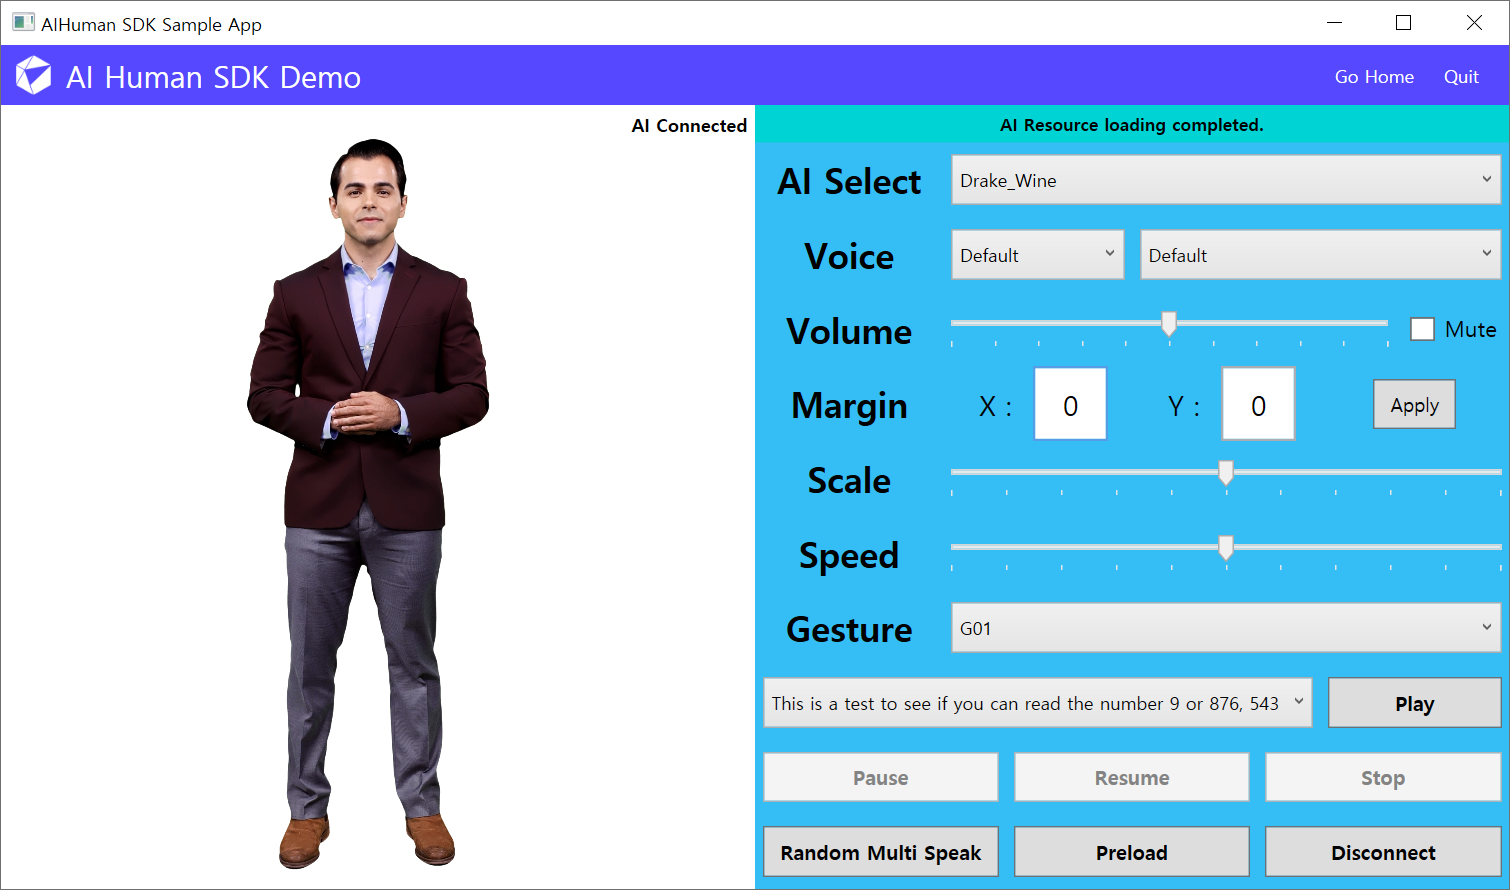 AIHuman SDK Sample App
AI Human SDK Demo
Go Home Quit
AI Connected
AI Resource loading completed.
AI Select Drake_Wine
Voice Default Default
Volume Mute
Margin X : 0 Y : 0 Apply
Scale
Speed
Gesture G01
This is a test to see if you can read the number 9 or 876, 543 Play
Pause Resume Stop
Random Multi Speak Preload Disconnect